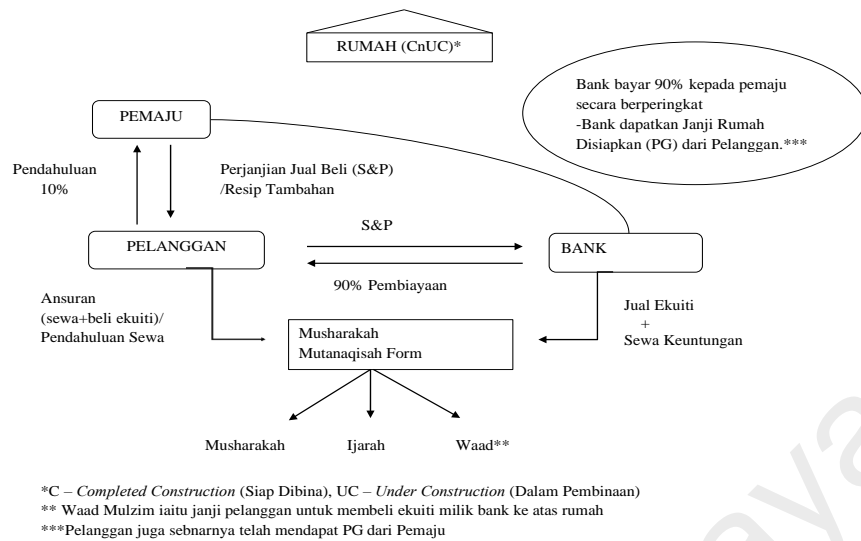 RUMAH (CnUC)*
Bank bayar 90% kepada pemaju
secara berperingkat
-Bank dapatkan Janji Rumah
Disiapkan (PG) dari Pelanggan.***
PEMAJU
Pendahuluan
10%
Perjanjian Jual Beli (S&P)
/Resip Tambahan
S&P
PELANGGAN
BANK
90% Pembiayaan
Ansuran
(sewa+beli ekuiti)/
Pendahuluan Sewa
Jual Ekuiti
+
Sewa Keuntungan
Musharakah
Mutanaqisah Form
Musharakah
Ijarah
Waad**
*C – Completed Construction (Siap Dibina), UC – Under Construction (Dalam Pembinaan)
** Waad Mulzim iaitu janji pelanggan untuk membeli ekuiti milik bank ke atas rumah
***Pelanggan juga sebnarnya telah mendapat PG dari Pemaju